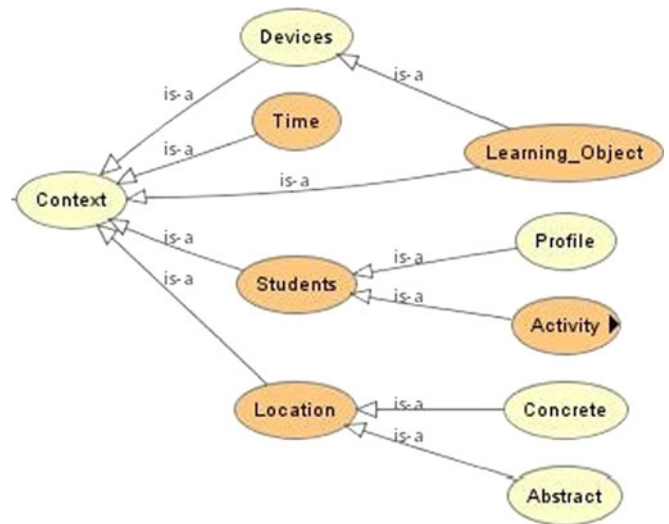 Devices
is-a
is-a
Time
is-a
Learning_Object
Context
is-a
is-a
Profile
is-a
is-a
Students
is-a
Activity
Location
is-a
Concrete
is-a
Abstract